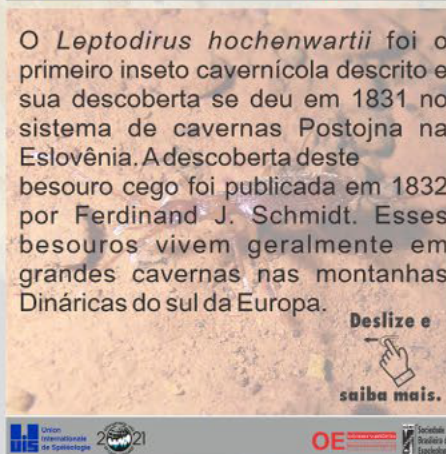 O Leptodirus hochenwartii foi o
primeiro inseto cavernícola descrito e
sua descoberta se deu em 1831 no
sistema de cavernas Postojna na
Eslovênia. A descoberta deste
besouro cego foi publicada em 1832
por Ferdinand J. Schmidt. Esses
besouros vivem geralmente em
grandes cavernas nas montanhas
Dináricas do sul da Europa.
Deslize e
saiba mais.
uis
Union
Internationale
de Spéléologie
2021
OE
Sociedade
Brasileira de